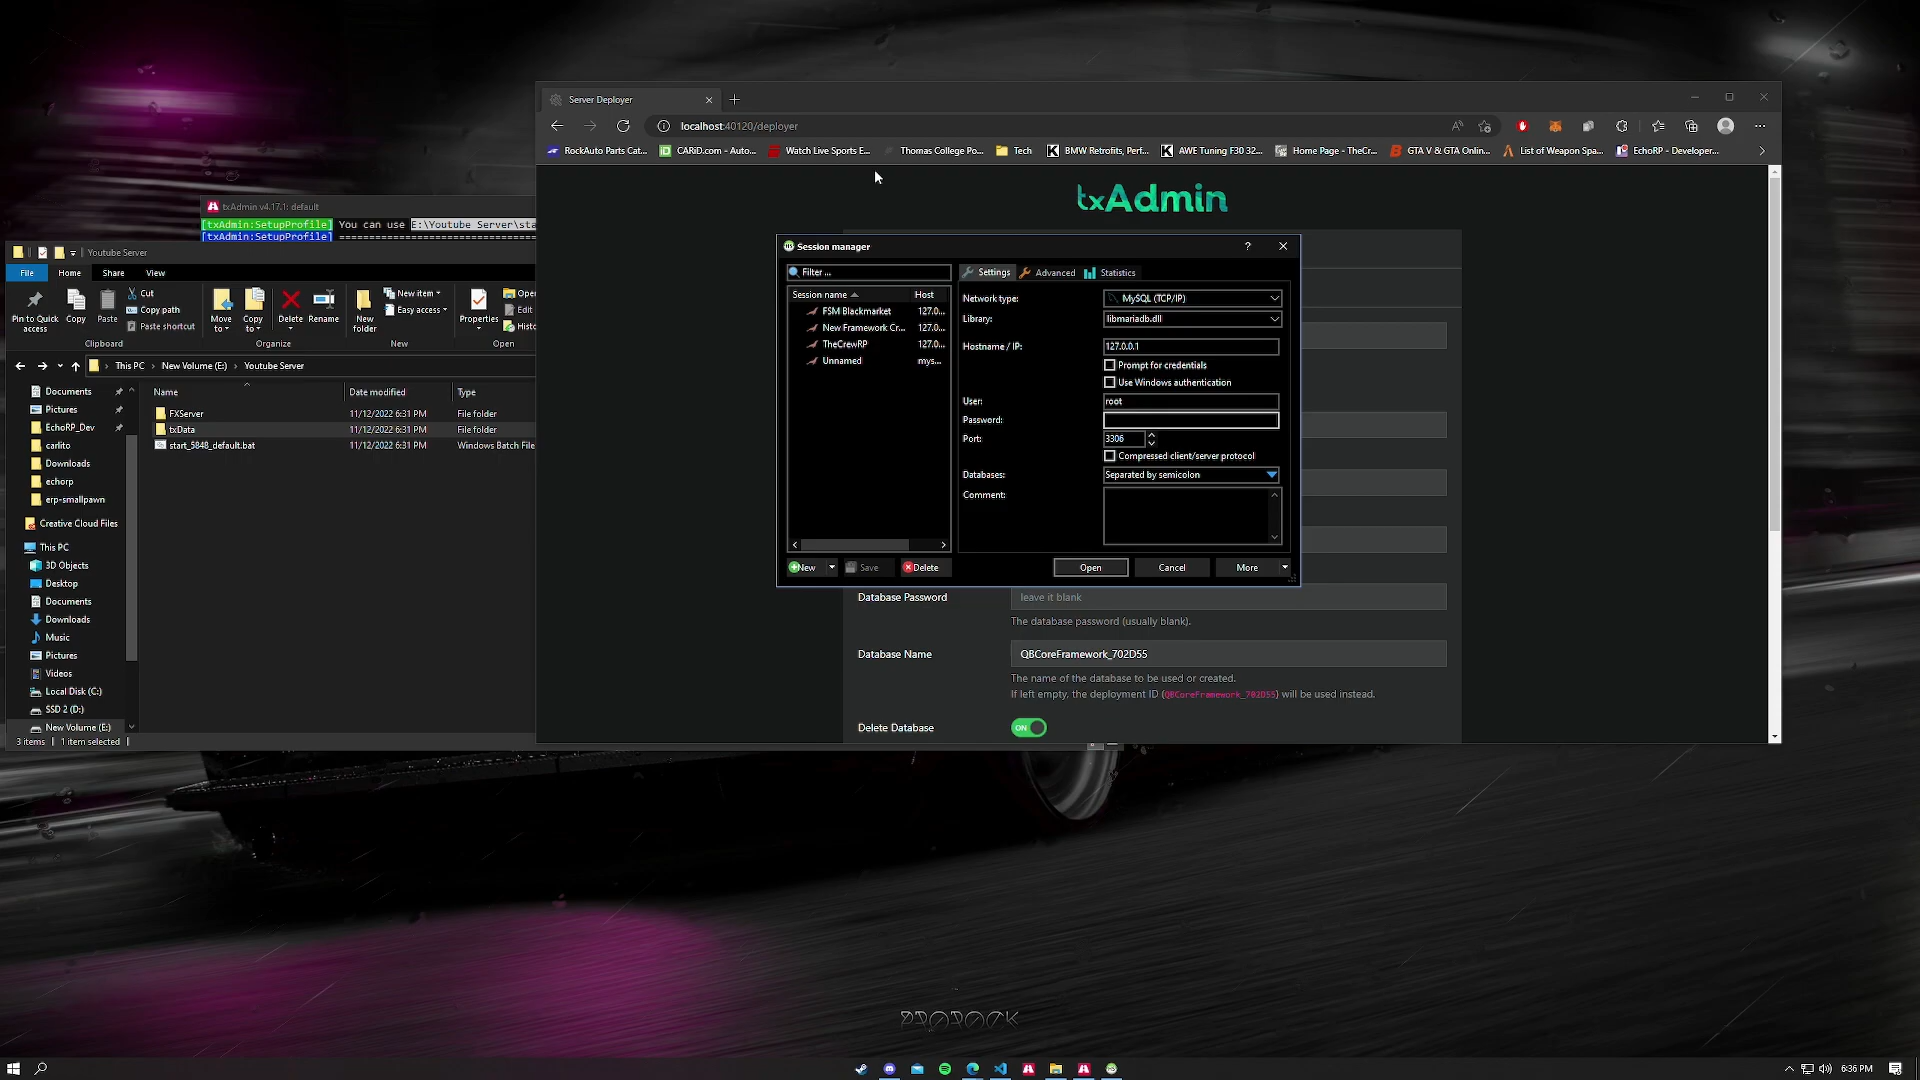 Server Deployer
localhost:40120/deployer
RockAuto Parts Cat...
CARiD.com - Auto...
Watch Live Sports E...
Thomas College Po...
Tech
BMW Retrofits, Perf...
AWE Tuning F30 32...
Home Page - TheCr...
GTA V & GTA Onlin...
List of Weapon Spa...
EchoRP - Developer...
txAdmin
txAdmin v4.17.1: default
[txAdmin:SetupProfile] You can use E:\Youtube Server\sta
[txAdmin:SetupProfile] ================================
Youtube Server
File
Home
Share
View
Pin to Quick access
Copy
Paste
Cut
Copy path
Paste shortcut
Clipboard
Move to
Copy to
Delete
Rename
Organize
New folder
New item
Easy access
New
Properties
Open
Edit
Histo
Open
This PC > New Volume (E:) > Youtube Server
Name
Date modified
Type
FXServer 11/12/2022 6:31 PM File folder
txData 11/12/2022 6:31 PM File folder
start_5848_default.bat 11/12/2022 6:31 PM Windows Batch File
Documents
Pictures
EchoRP_Dev
carlito
Downloads
echorp
erp-smallpawn
Creative Cloud Files
This PC
3D Objects
Desktop
Documents
Downloads
Music
Pictures
Videos
Local Disk (C:)
SSD 2 (D:)
New Volume (E:)
3 items
1 item selected
Session manager
?
Filter ...
Session name
Host
FSM Blackmarket 127.0...
New Framework Cr... 127.0...
TheCrewRP 127.0...
Unnamed mys...
New
Save
Delete
Settings
Advanced
Statistics
Network type: MySQL (TCP/IP)
Library: libmariadb.dll
Hostname / IP: 127.0.0.1
Prompt for credentials
Use Windows authentication
User: root
Password:
Port: 3306
Compressed client/server protocol
Databases: Separated by semicolon
Comment:
Open
Cancel
More
Database Password
leave it blank
The database password (usually blank).
Database Name
QBCoreFramework_702D55
The name of the database to be used or created.
If left empty, the deployment ID (QBCoreFramework_702D55) will be used instead.
Delete Database
ON
6:36 PM